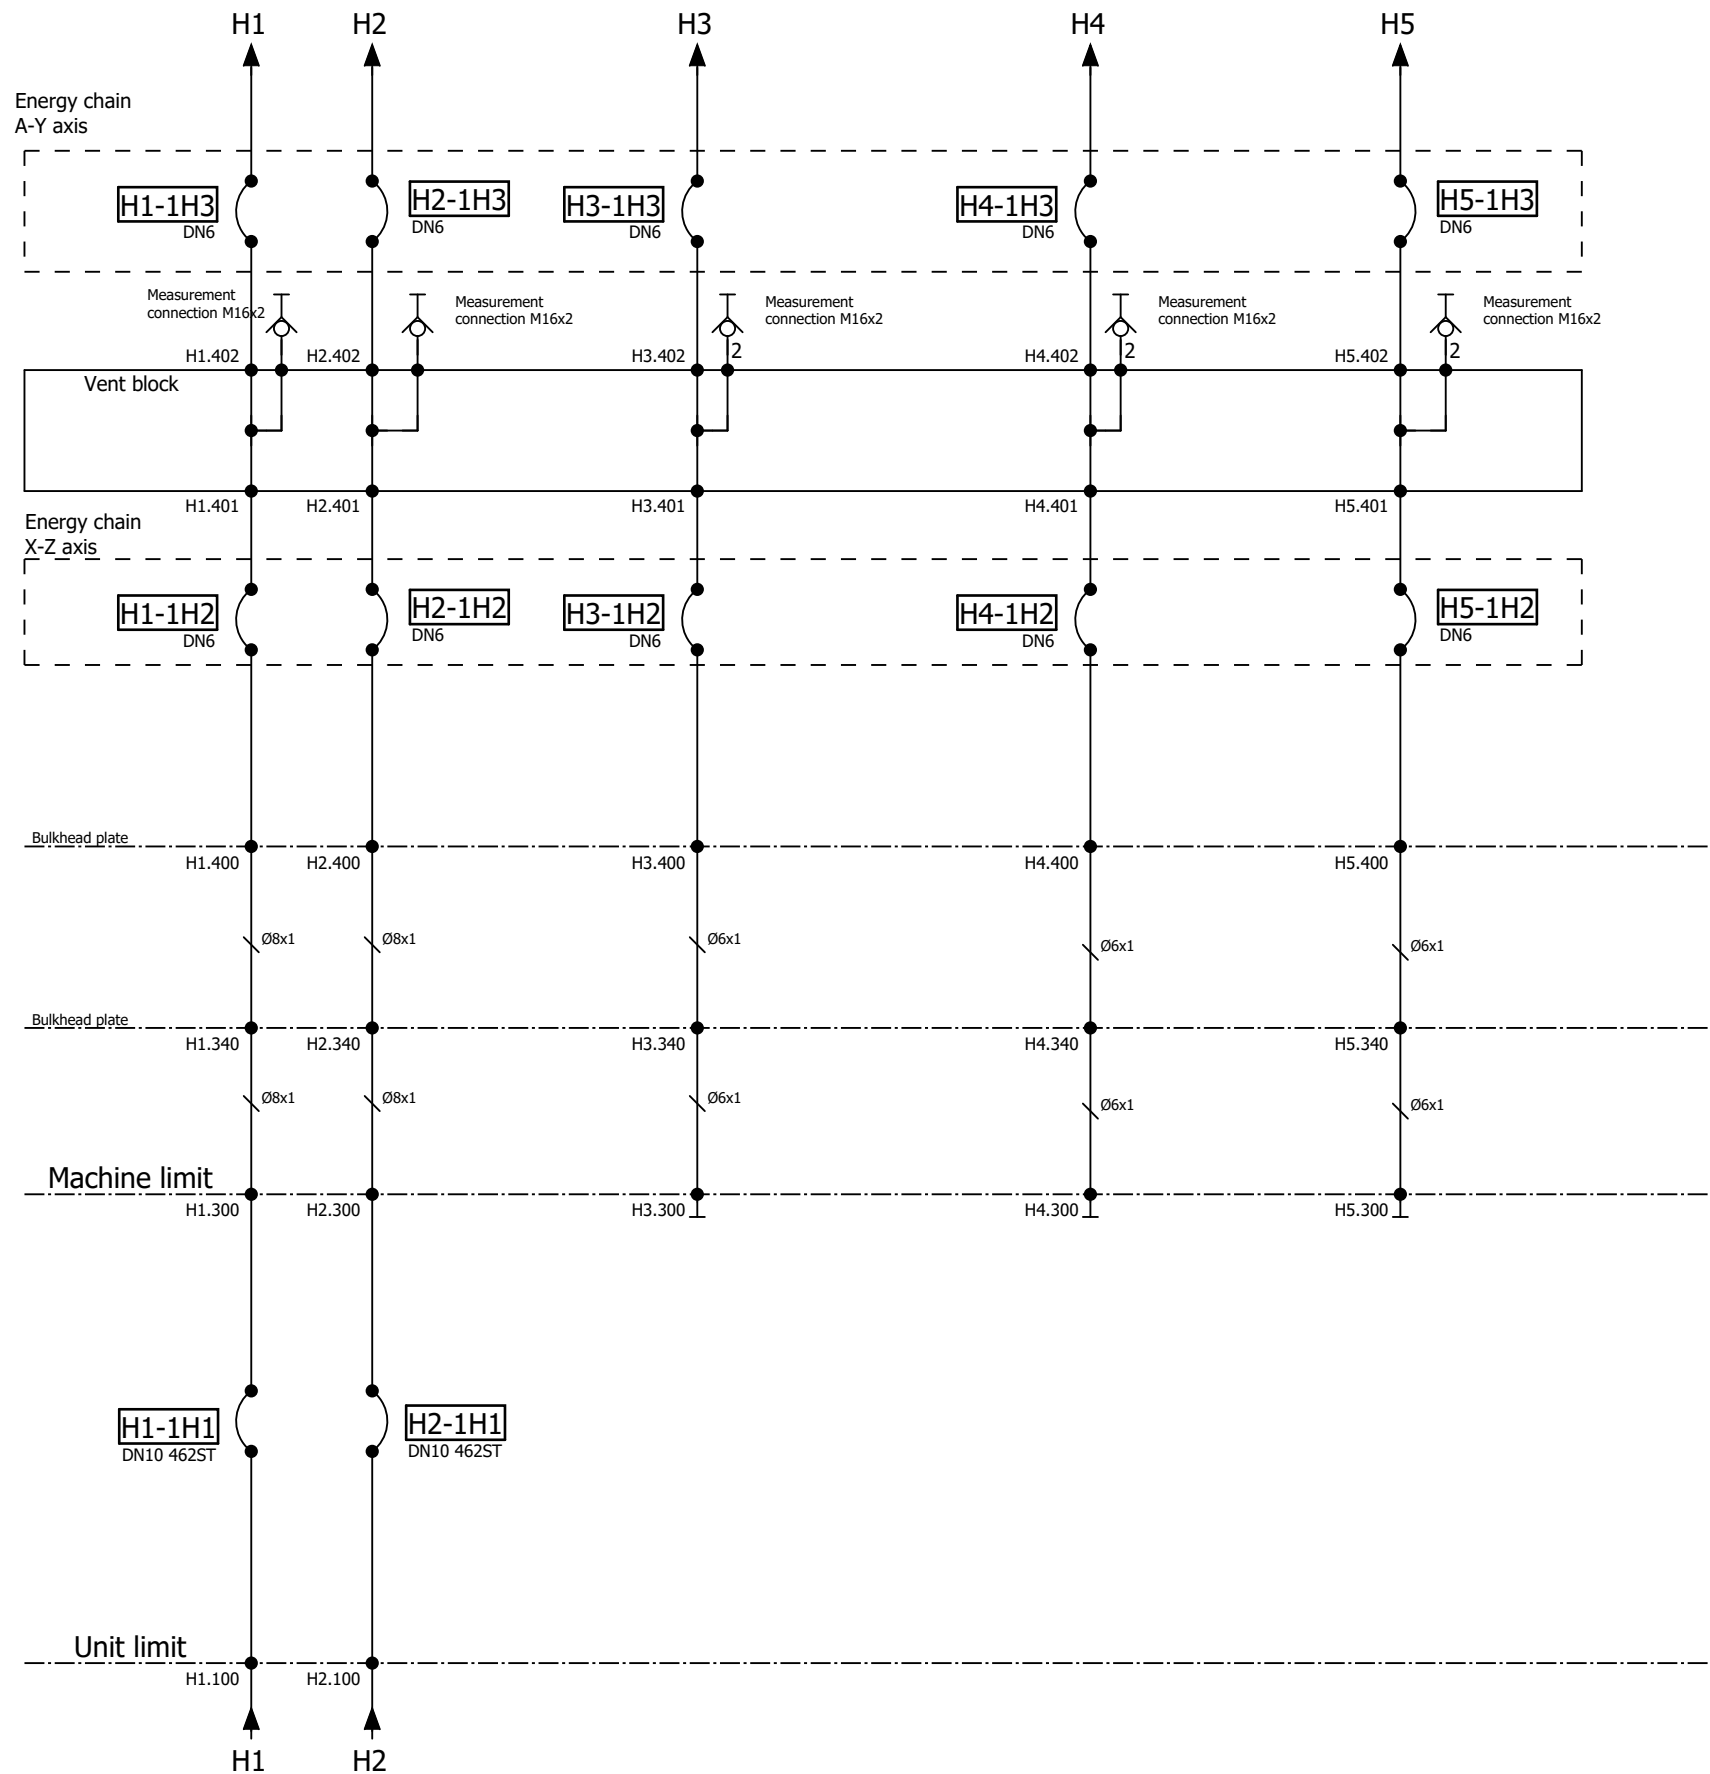 H1 H2 H3 H4 H5
Energy chain
A-Y axis
H1-1H3 H2-1H3 H3-1H3 H4-1H3 H5-1H3
DN6 DN6 DN6 DN6 DN6
Measurement Measurement Measurement Measurement Measurement
connection M16x2 connection M16x2 connection M16x2 connection M16x2 connection M16x2
2 2 2
H1.402 H2.402 H3.402 H4.402 H5.402
Vent block
H1.401 H2.401 H3.401 H4.401 H5.401
Energy chain
X-Z axis
H1-1H2 H2-1H2 H3-1H2 H4-1H2 H5-1H2
DN6 DN6 DN6 DN6 DN6
Bulkhead plate
H1.400 H2.400 H3.400 H4.400 H5.400
Ø8x1 Ø8x1 Ø6x1 Ø6x1 Ø6x1
Bulkhead plate
H1.340 H2.340 H3.340 H4.340 H5.340
Ø8x1 Ø8x1 Ø6x1 Ø6x1 Ø6x1
Machine limit
H1.300 H2.300 H3.300 H4.300 H5.300
H1-1H1 H2-1H1
DN10 462ST DN10 462ST
Unit limit
H1.100 H2.100
H1 H2